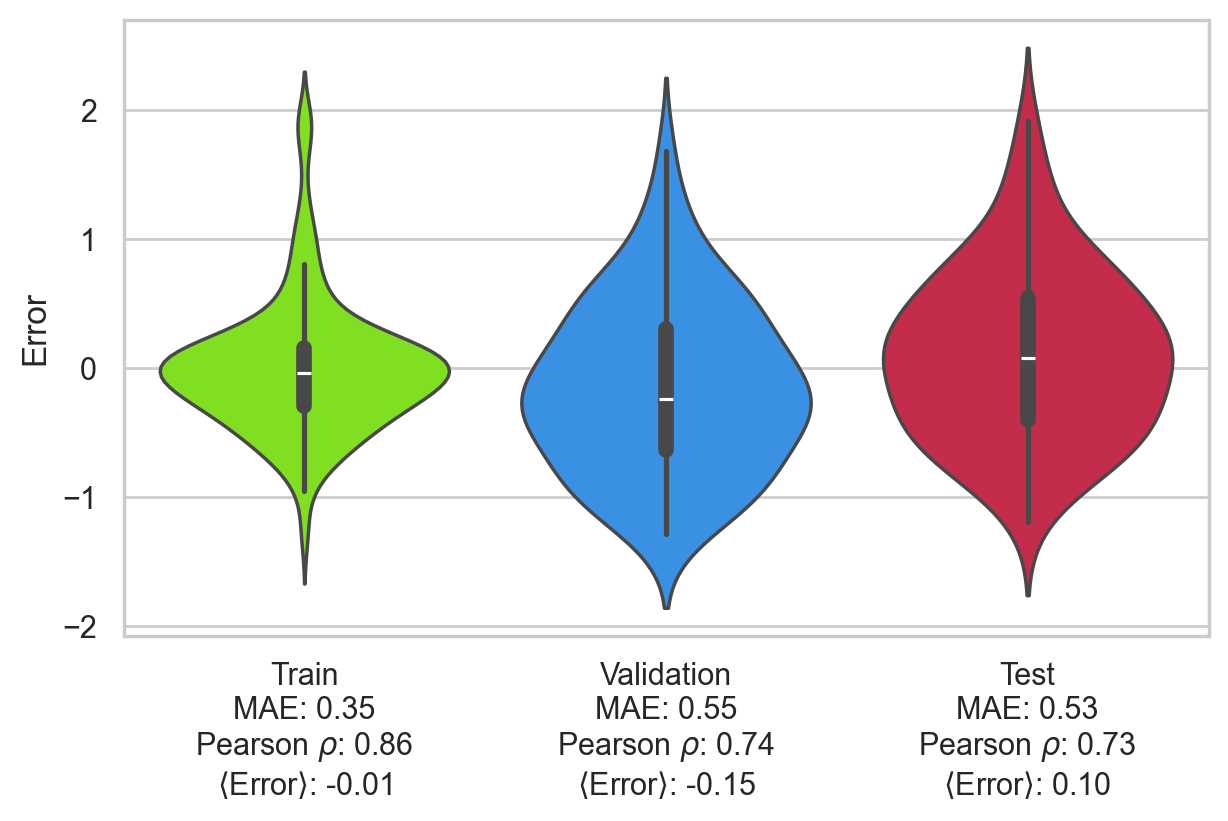 Error
2
1
0
−1
−2
Train
MAE: 0.35
Pearson ρ: 0.86
⟨Error⟩: -0.01
Validation
MAE: 0.55
Pearson ρ: 0.74
⟨Error⟩: -0.15
Test
MAE: 0.53
Pearson ρ: 0.73
⟨Error⟩: 0.10